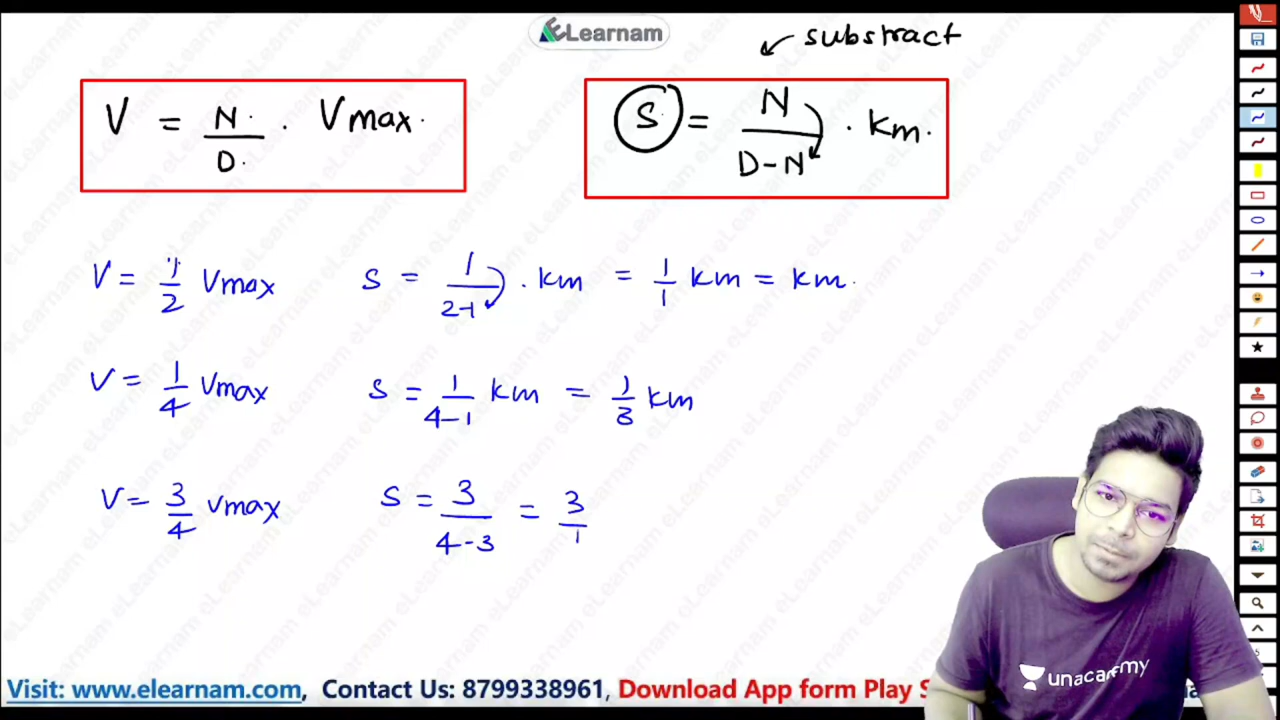 eLearnam
substract
V = N/D . Vmax.
S = N/D-N . Km.
V = 1/2 Vmax S = 1/2-1 . Km = 1/1 Km = Km.
V = 1/4 Vmax S = 1/4-1 Km = 1/3 Km
V = 3/4 Vmax S = 3/4-3 = 3/1
unacademy
Visit: www.elearnam.com, Contact Us: 8799338961, Download App form Play S